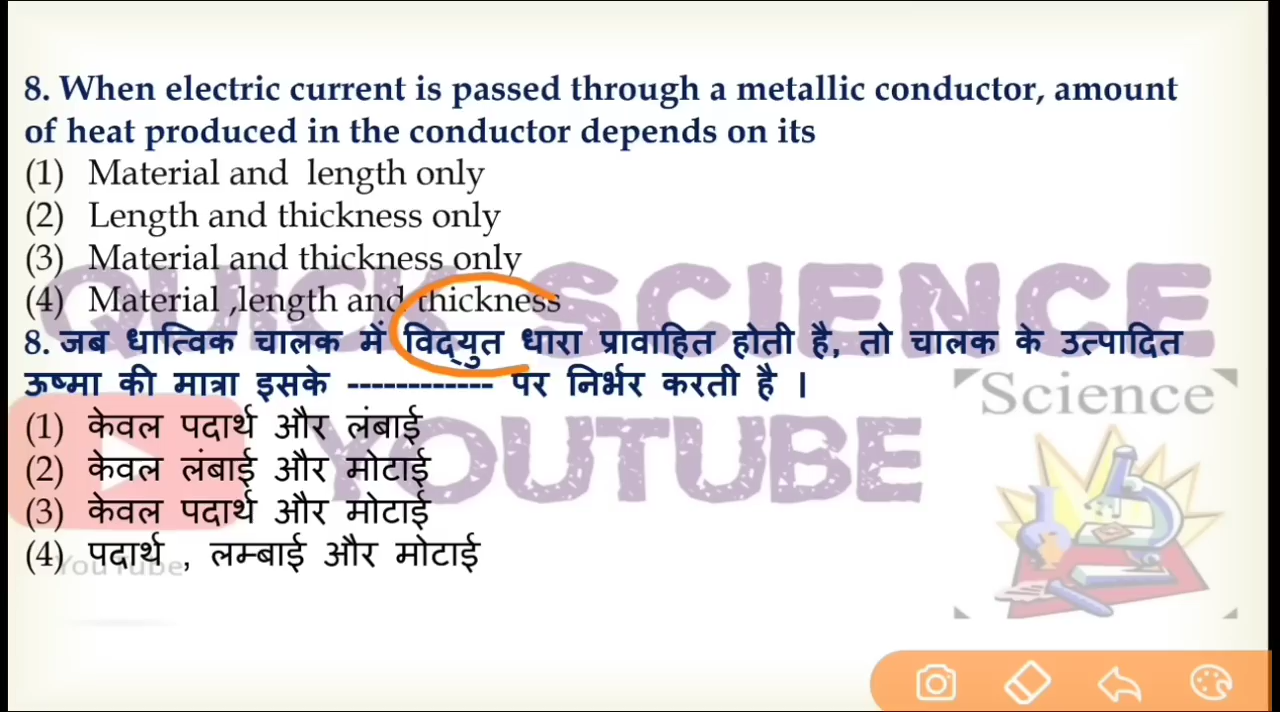 8. When electric current is passed through a metallic conductor, amount
of heat produced in the conductor depends on its
(1) Material and length only
(2) Length and thickness only
(3) Material and thickness only
(4) Material ,length and thickness
8. जब धात्विक चालक में विद्‌युत धारा प्रावाहित होती है, तो चालक के उत्पादित
ऊष्मा की मात्रा इसके ------------ पर निर्भर करती है ।
(1) केवल पदार्थ और लंबाई
(2) केवल लंबाई और मोटाई
(3) केवल पदार्थ और मोटाई
(4) पदार्थ , लम्बाई और मोटाई
QUICK SCIENCE
YOUTUBE
Science
YouTube